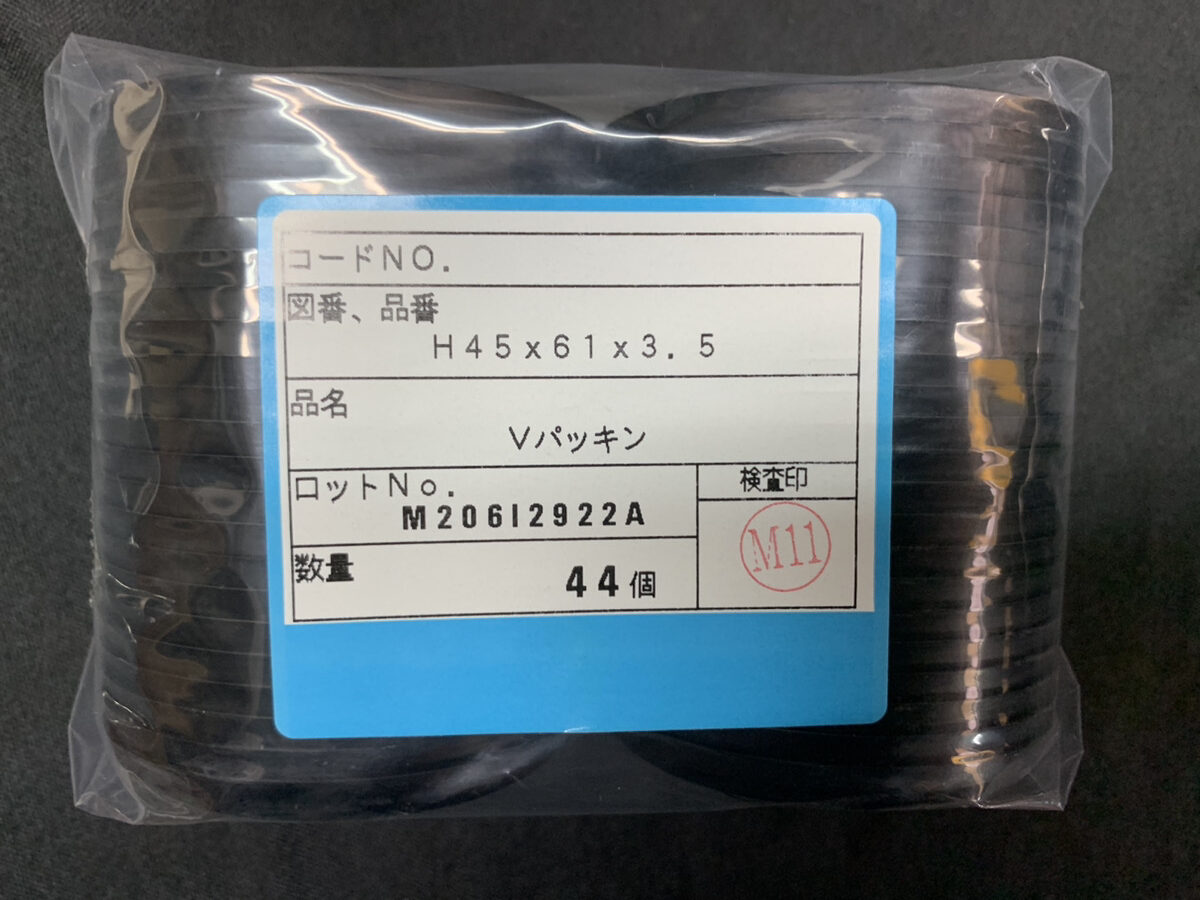 コードNO.
図番、品番
H45x61x3.5
品名
Vパッキン
ロットNo.
M206I2922A
検査印
M11
数量
44個